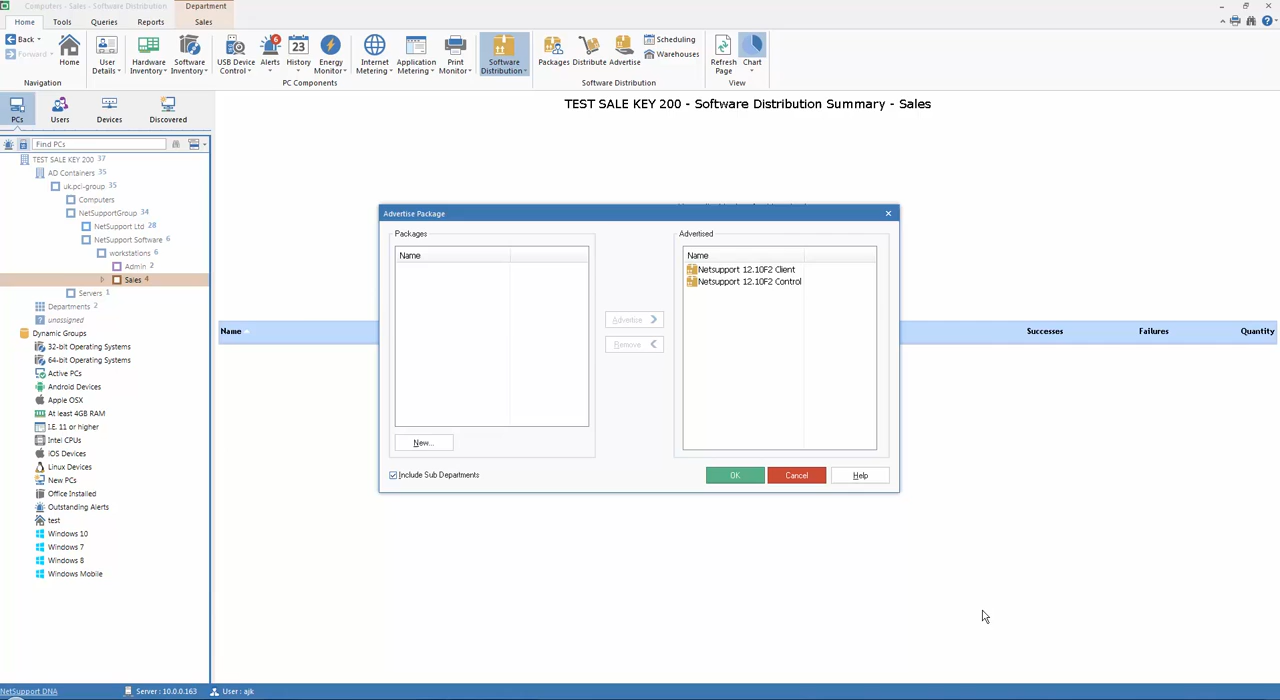 Computers - Sales - Software Distribution
Department
Home Tools Queries Reports Sales
Back
Forward
Home
User Details
Hardware Inventory
Software Inventory
USB Device Control
6
Alerts
23
History
Energy Monitor
Internet Metering
Application Metering
Print Monitor
Software Distribution
Packages
Distribute
Advertise
Scheduling
Warehouses
Refresh Page
Chart
Navigation
PC Components
Software Distribution
View
PCs
Users
Devices
Discovered
Find PCs
TEST SALE KEY 200 37
AD Containers 35
uk.pci-group 35
Computers
NetSupportGroup 34
NetSupport Ltd 28
NetSupport Software 6
workstations 6
Admin 2
Sales 4
Servers 1
Departments 2
unassigned
Dynamic Groups
32-bit Operating Systems
64-bit Operating Systems
Active PCs
Android Devices
Apple OSX
At least 4GB RAM
I.E. 11 or higher
Intel CPUs
iOS Devices
Linux Devices
New PCs
Office Installed
Outstanding Alerts
test
Windows 10
Windows 7
Windows 8
Windows Mobile
TEST SALE KEY 200 - Software Distribution Summary - Sales
Name
Successes
Failures
Quantity
Advertise Package
Packages
Name
New...
Advertise
Remove
Advertised
Name
Netsupport 12.10F2 Client
Netsupport 12.10F2 Control
Include Sub Departments
OK
Cancel
Help
NetSupport DNA
Server : 10.0.0.163
User : ajk